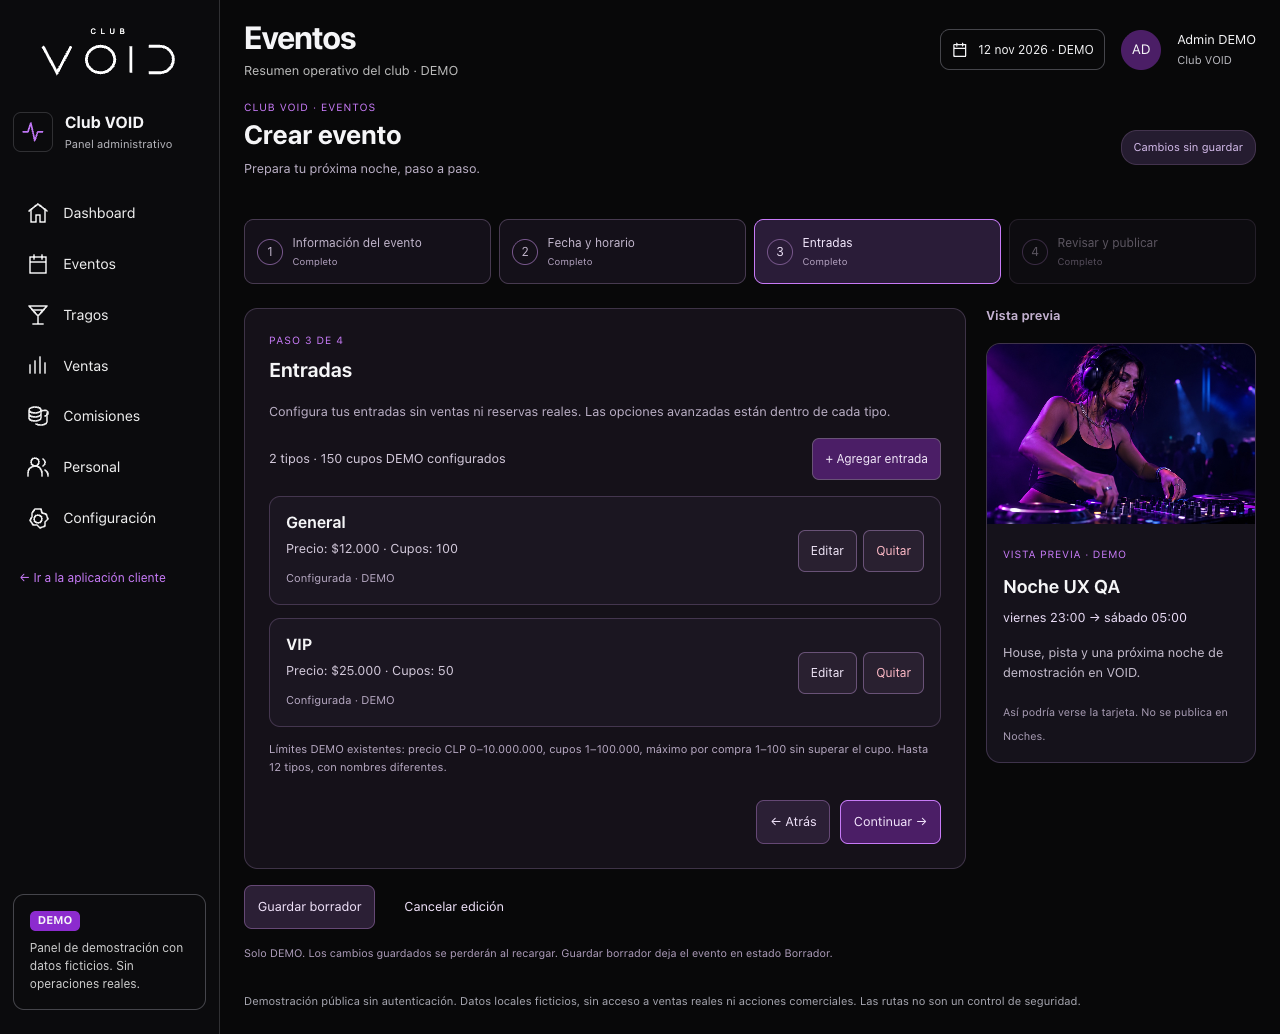 CLUB
VOID
Club VOID
Panel administrativo
Dashboard
Eventos
Tragos
Ventas
Comisiones
Personal
Configuración
← Ir a la aplicación cliente
DEMO
Panel de demostración con
datos ficticios. Sin
operaciones reales.
Eventos
Resumen operativo del club · DEMO
12 nov 2026 · DEMO
AD
Admin DEMO
Club VOID
CLUB VOID · EVENTOS
Crear evento
Prepara tu próxima noche, paso a paso.
Cambios sin guardar
1
Información del evento
Completo
2
Fecha y horario
Completo
3
Entradas
Completo
4
Revisar y publicar
Completo
PASO 3 DE 4
Entradas
Configura tus entradas sin ventas ni reservas reales. Las opciones avanzadas están dentro de cada tipo.
2 tipos · 150 cupos DEMO configurados
+ Agregar entrada
General
Precio: $12.000 · Cupos: 100
Configurada · DEMO
Editar
Quitar
VIP
Precio: $25.000 · Cupos: 50
Configurada · DEMO
Editar
Quitar
Límites DEMO existentes: precio CLP 0–10.000.000, cupos 1–100.000, máximo por compra 1–100 sin superar el cupo. Hasta
12 tipos, con nombres diferentes.
← Atrás
Continuar →
Vista previa
VISTA PREVIA · DEMO
Noche UX QA
viernes 23:00 → sábado 05:00
House, pista y una próxima noche de
demostración en VOID.
Así podría verse la tarjeta. No se publica en
Noches.
Guardar borrador
Cancelar edición
Solo DEMO. Los cambios guardados se perderán al recargar. Guardar borrador deja el evento en estado Borrador.
Demostración pública sin autenticación. Datos locales ficticios, sin acceso a ventas reales ni acciones comerciales. Las rutas no son un control de seguridad.